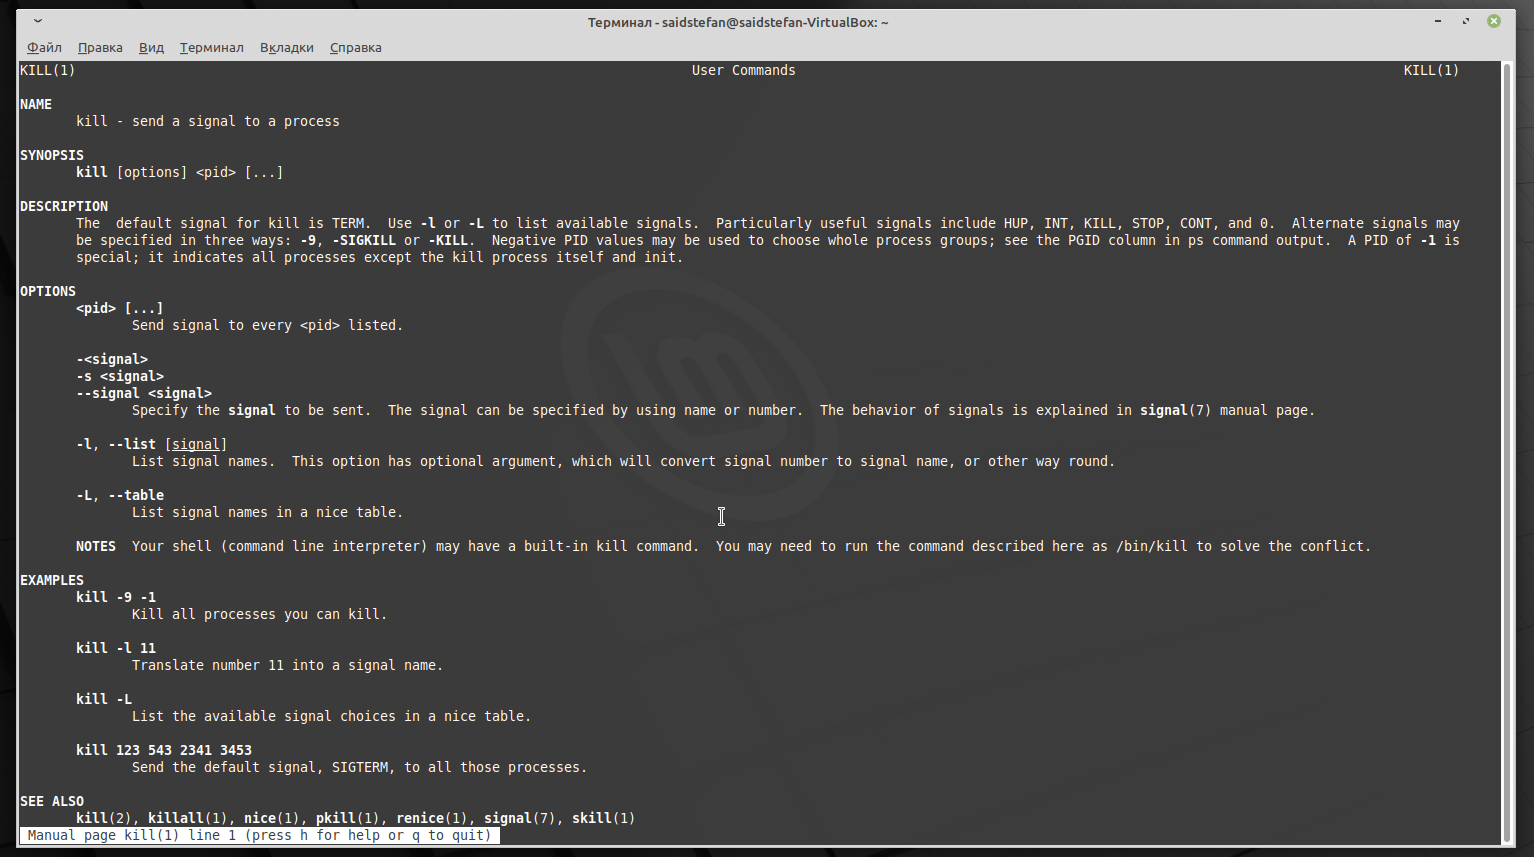 Терминал - saidstefan@saidstefan-VirtualBox: ~
Файл Правка Вид Терминал Вкладки Справка
KILL(1) User Commands KILL(1)
NAME
kill - send a signal to a process
SYNOPSIS
kill [options] <pid> [...]
DESCRIPTION
The  default signal for kill is TERM.  Use -l or -L to list available signals.  Particularly useful signals include HUP, INT, KILL, STOP, CONT, and 0.  Alternate signals may
be specified in three ways: -9, -SIGKILL or -KILL.  Negative PID values may be used to choose whole process groups; see the PGID column in ps command output.  A PID of -1 is
special; it indicates all processes except the kill process itself and init.
OPTIONS
<pid> [...]
Send signal to every <pid> listed.
-<signal>
-s <signal>
--signal <signal>
Specify the signal to be sent.  The signal can be specified by using name or number.  The behavior of signals is explained in signal(7) manual page.
-l, --list [signal]
List signal names.  This option has optional argument, which will convert signal number to signal name, or other way round.
-L, --table
List signal names in a nice table.
NOTES  Your shell (command line interpreter) may have a built-in kill command.  You may need to run the command described here as /bin/kill to solve the conflict.
EXAMPLES
kill -9 -1
Kill all processes you can kill.
kill -l 11
Translate number 11 into a signal name.
kill -L
List the available signal choices in a nice table.
kill 123 543 2341 3453
Send the default signal, SIGTERM, to all those processes.
SEE ALSO
kill(2), killall(1), nice(1), pkill(1), renice(1), signal(7), skill(1)
Manual page kill(1) line 1 (press h for help or q to quit)